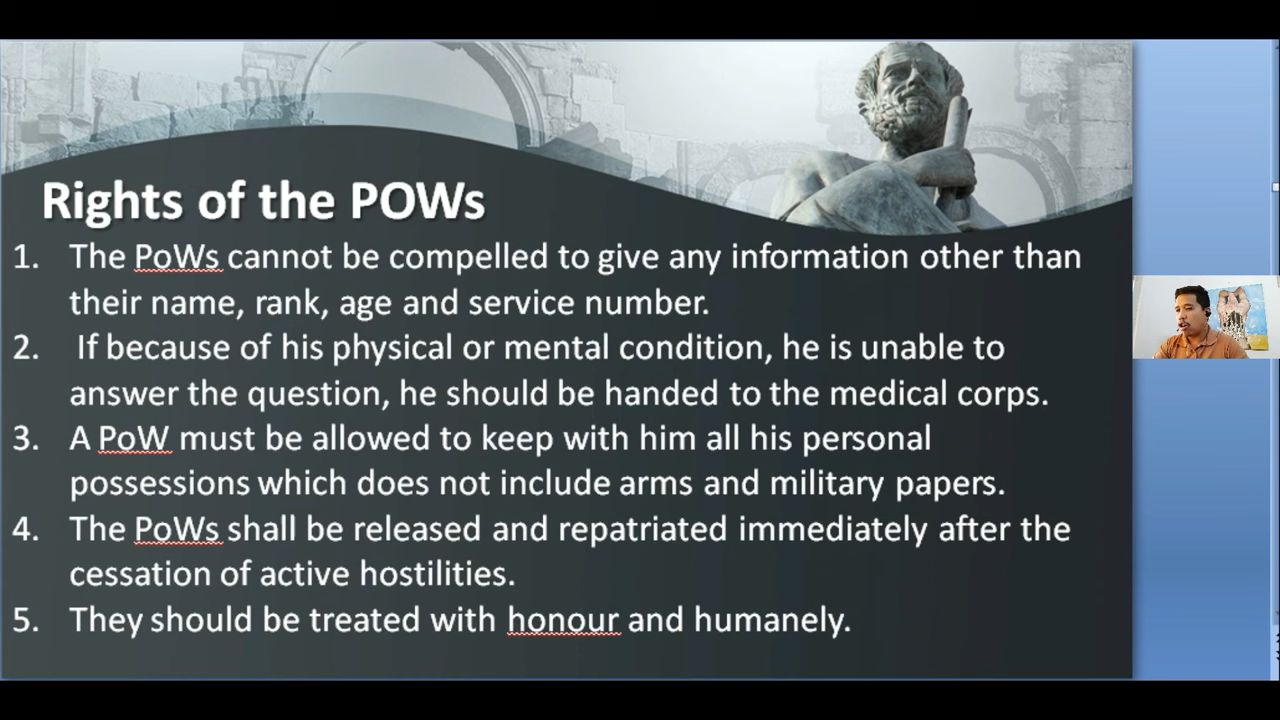 Rights of the POWs
1. The PoWs cannot be compelled to give any information other than
their name, rank, age and service number.
2. If because of his physical or mental condition, he is unable to
answer the question, he should be handed to the medical corps.
3. A PoW must be allowed to keep with him all his personal
possessions which does not include arms and military papers.
4. The PoWs shall be released and repatriated immediately after the
cessation of active hostilities.
5. They should be treated with honour and humanely.